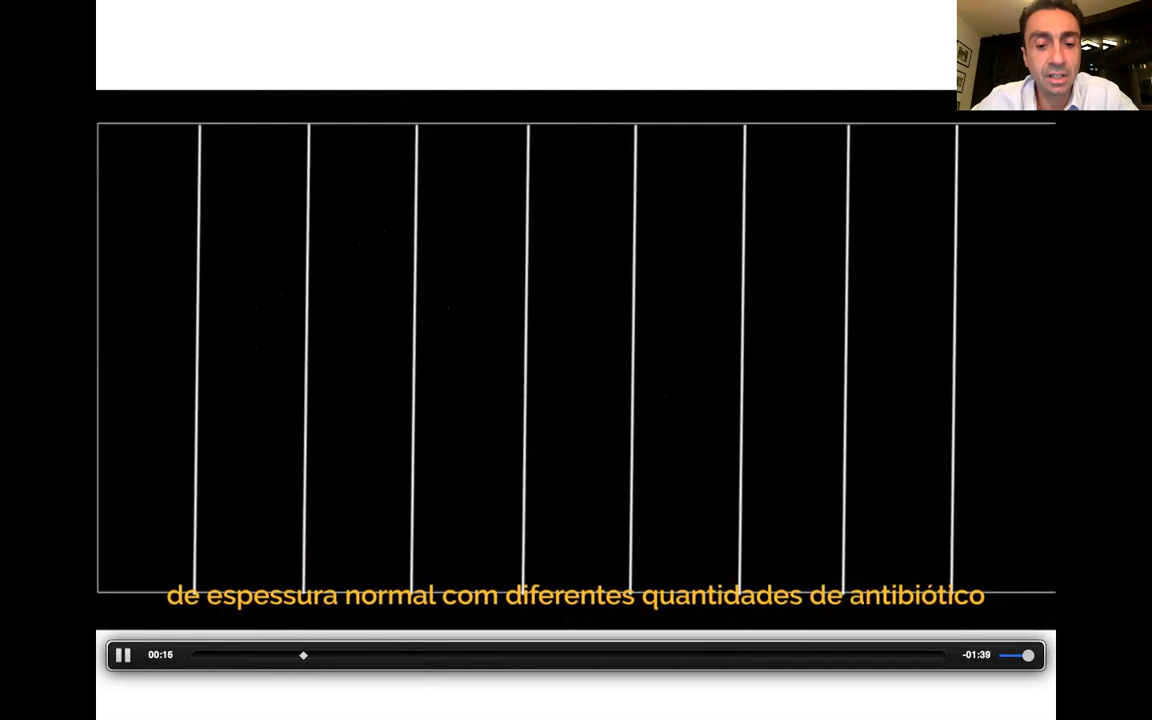 de espessura normal com diferentes quantidades de antibiótico
00:16
-01:39